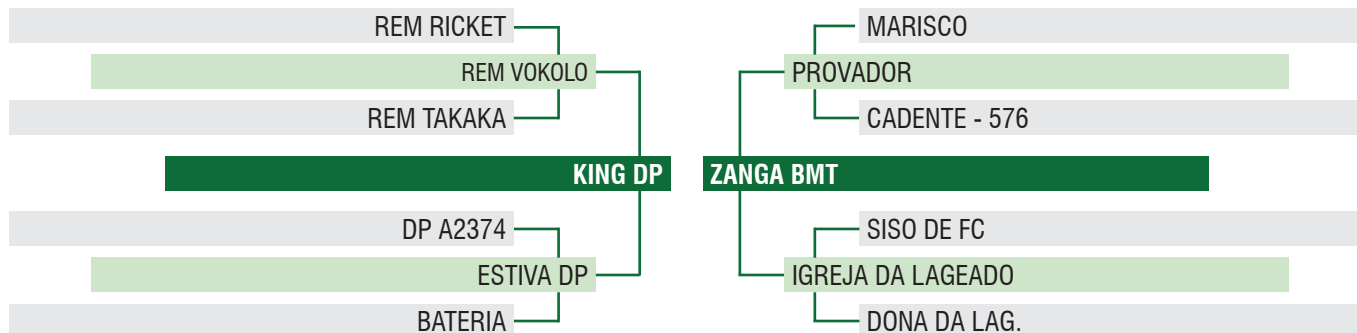 REM RICKET
MARISCO
REM VOKOLO
PROVADOR
REM TAKAKA
CADENTE - 576
KING DP
ZANGA BMT
DP A2374
SISO DE FC
ESTIVA DP
IGREJA DA LAGEADO
BATERIA
DONA DA LAG.